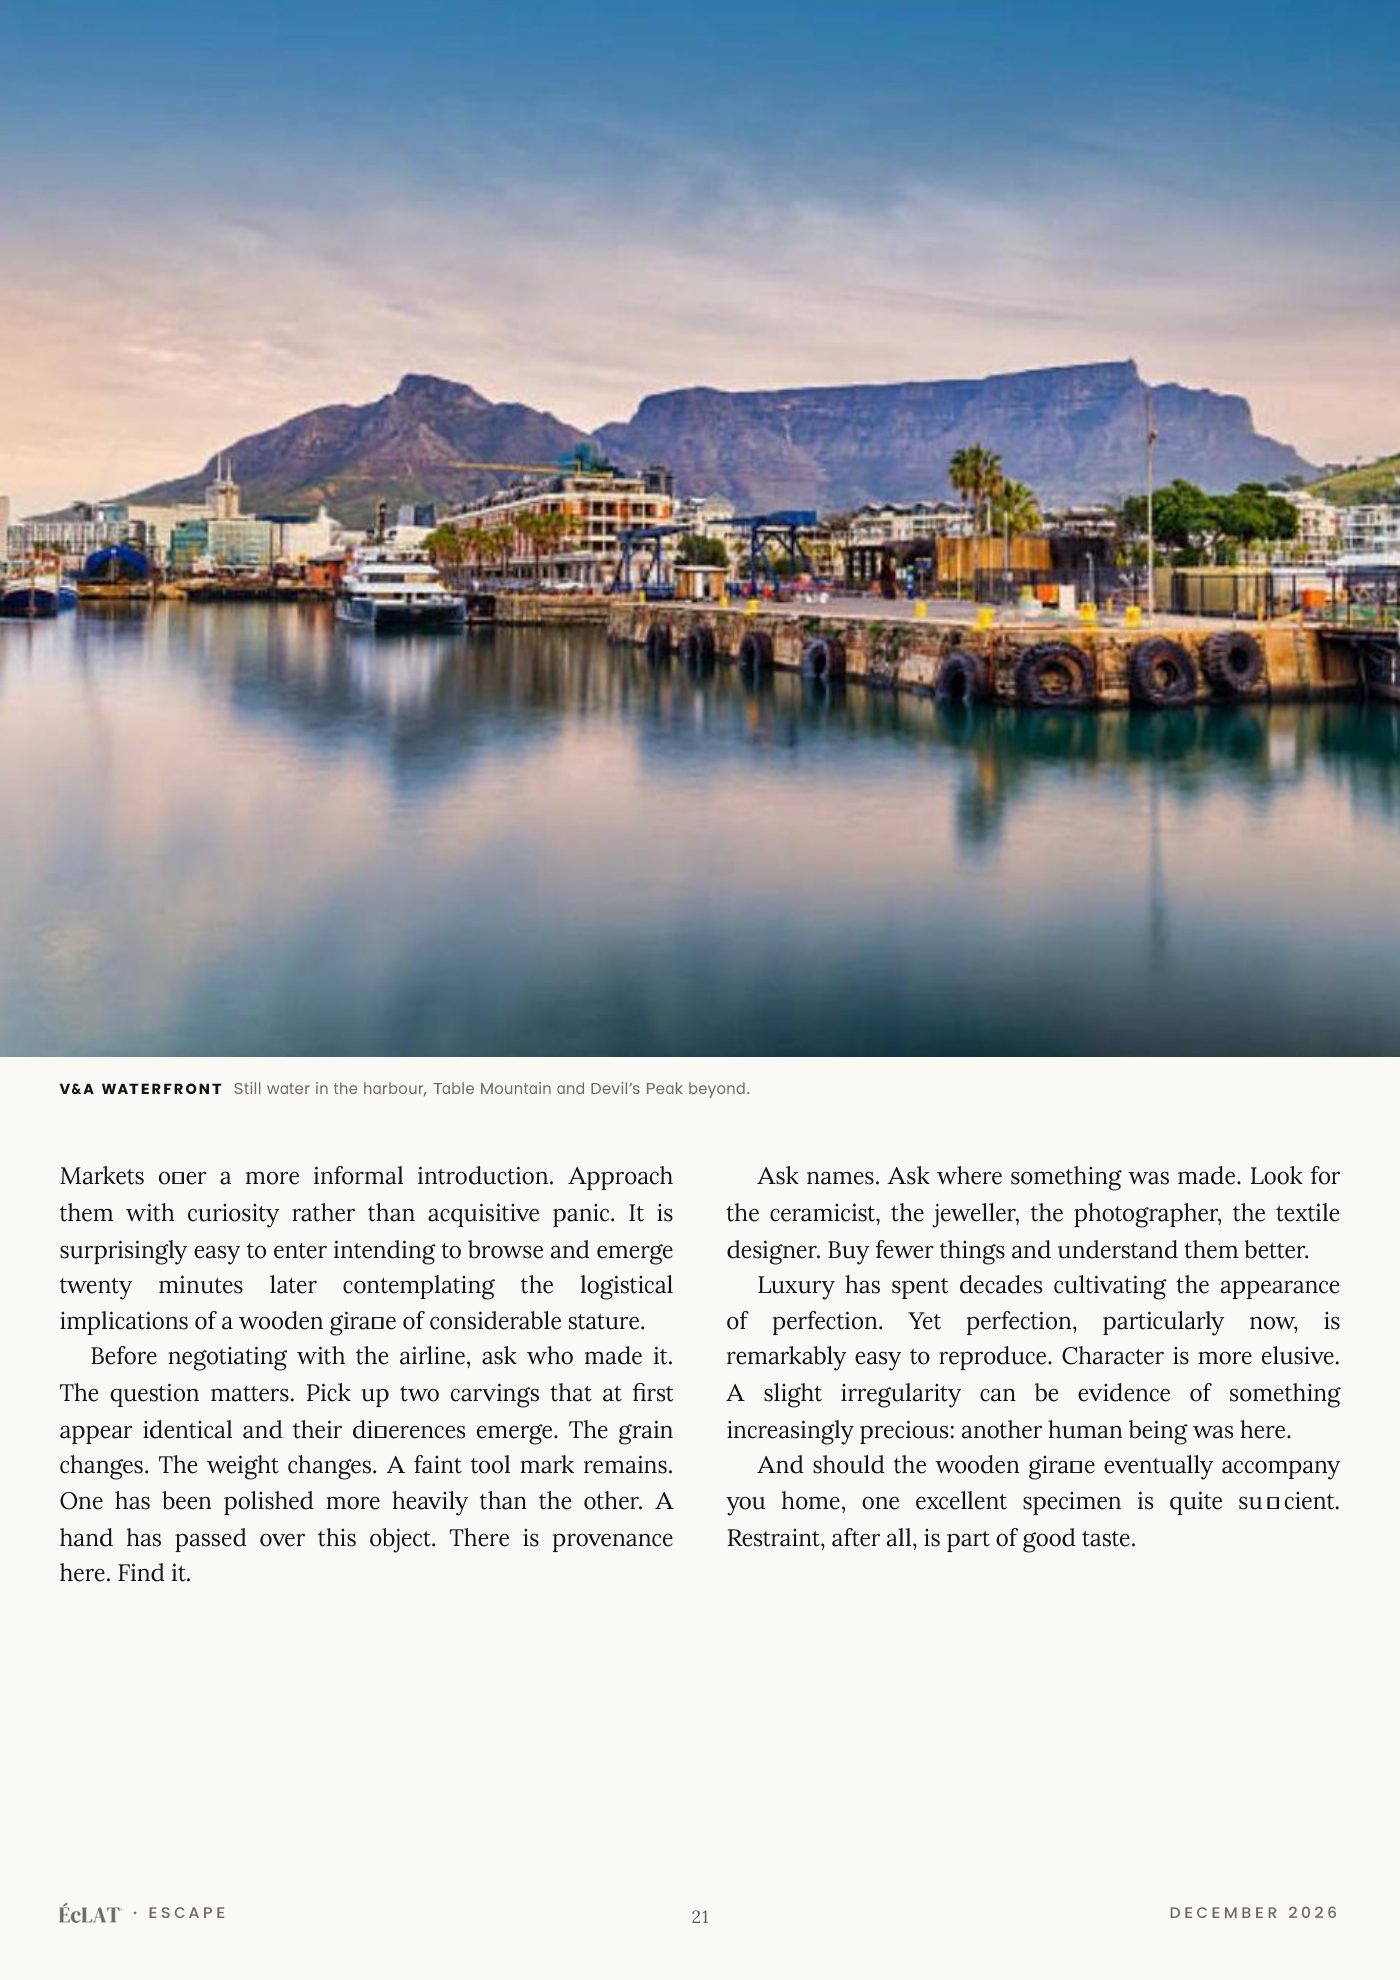 V&A WATERFRONT Still water in the harbour, Table Mountain and Devil’s Peak beyond.
Markets o□er a more informal introduction. Approach
them with curiosity rather than acquisitive panic. It is
surprisingly easy to enter intending to browse and emerge
twenty minutes later contemplating the logistical
implications of a wooden gira□e of considerable stature.
Before negotiating with the airline, ask who made it.
The question matters. Pick up two carvings that at first
appear identical and their di□erences emerge. The grain
changes. The weight changes. A faint tool mark remains.
One has been polished more heavily than the other. A
hand has passed over this object. There is provenance
here. Find it.
Ask names. Ask where something was made. Look for
the ceramicist, the jeweller, the photographer, the textile
designer. Buy fewer things and understand them better.
Luxury has spent decades cultivating the appearance
of perfection. Yet perfection, particularly now, is
remarkably easy to reproduce. Character is more elusive.
A slight irregularity can be evidence of something
increasingly precious: another human being was here.
And should the wooden gira□e eventually accompany
you home, one excellent specimen is quite su□cient.
Restraint, after all, is part of good taste.
ÉcLAT · ESCAPE
21
DECEMBER 2026